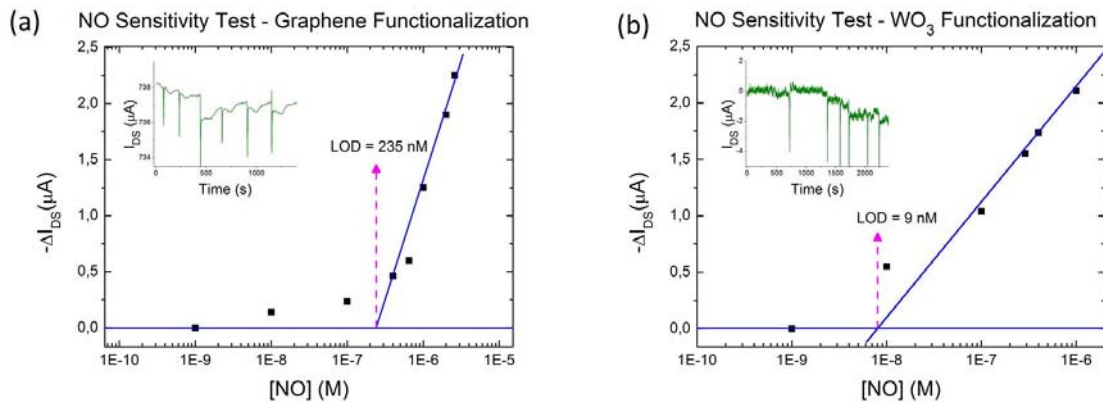 (a)
NO Sensitivity Test - Graphene Functionalization
2,5
2,0
1,5
1,0
0,5
0,0
-ΔI_DS(μA)
738
736
734
I_DS (μA)
0 500 1000
Time (s)
LOD = 235 nM
1E-10 1E-9 1E-8 1E-7 1E-6 1E-5
[NO] (M)
(b)
NO Sensitivity Test - WO₃ Functionalization
2,5
2,0
1,5
1,0
0,5
0,0
-ΔI_DS(μA)
2
0
-2
-4
I_DS (μA)
0 500 1000 1500 2000
Time (s)
LOD = 9 nM
1E-10 1E-9 1E-8 1E-7 1E-6
[NO] (M)